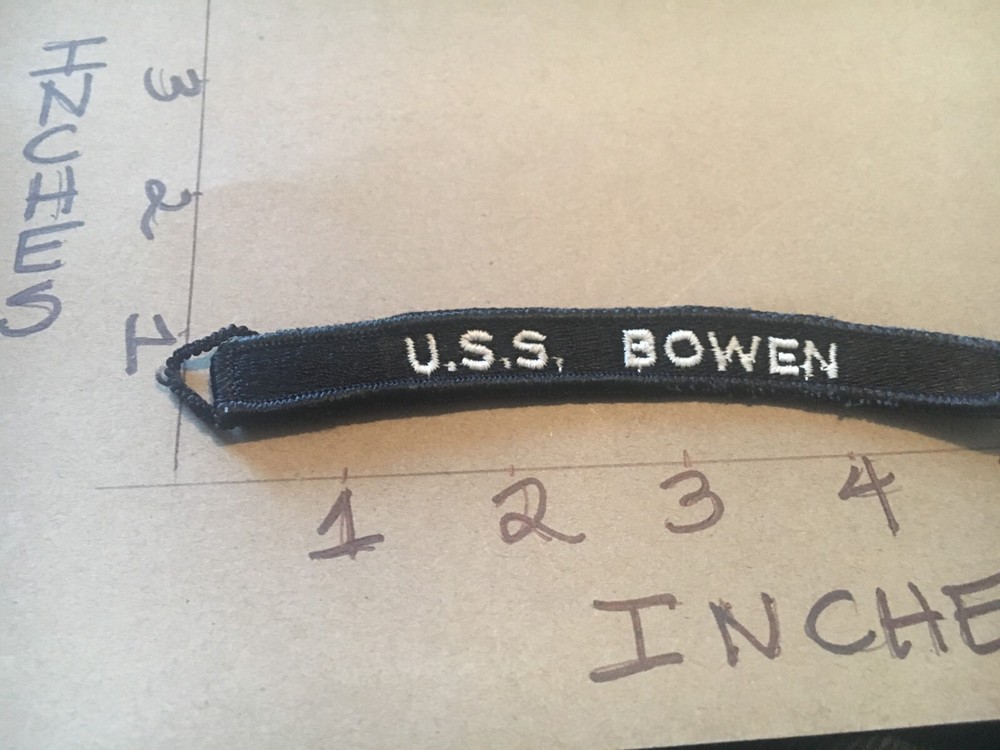 INCHES
3
2
1
U.S.S. BOWEN
1 2 3 4
INCHE